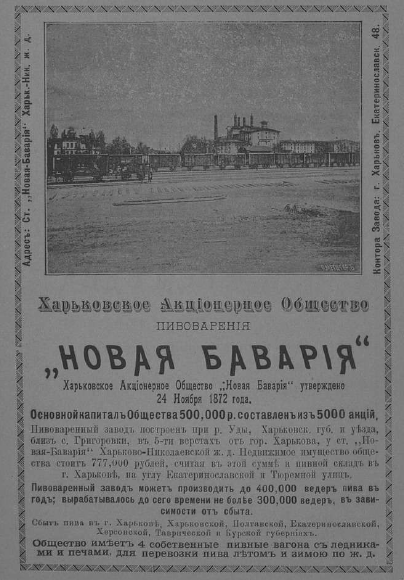 Адресъ: Ст. „Новая-Баварія" Харьк.-Ник. ж. д.
Контора Завода: г. Харьковъ, Екатеринославск. 48.
Харьковское Акціонерное Общество
ПИВОВАРЕНІЯ
„НОВАЯ БАВАРІЯ"
Харьковское Акціонерное Общество „Новая Баварія" утверждено
24 Ноября 1872 года.
Основной капиталъ Общества 500,000 р. составленъ изъ 5000 акцій,
Пивоваренный заводъ построенъ при р. Уды, Харьковск. губ. и уѣзда,
близь с. Григоровки, въ 5-ти верстахъ отъ гор. Харькова, у ст. „Но-
вая-Баварія" Харьково-Николаевской ж. д. Недвижимое имущество обще-
ства стоитъ 777,000 рублей, считая въ этой суммѣ и пивной складъ въ
г. Харьковѣ, на углу Екатеринославской и Тюремной улицъ.
Пивоваренный заводъ можетъ производить до 400,000 ведеръ пива въ
годъ; вырабатывалось до сего времени не болѣе 300,000 ведеръ, въ зави-
симости отъ сбыта.
Сбытъ пива въ г. Харьковѣ, Харьковской, Полтавской, Екатеринославской,
Херсонской, Таврической и Курской губерніяхъ.
Общество имѣетъ 4 собственные пивные вагона съ ледника-
ми и печами, для перевозки пива лѣтомъ и зимою по ж. д.